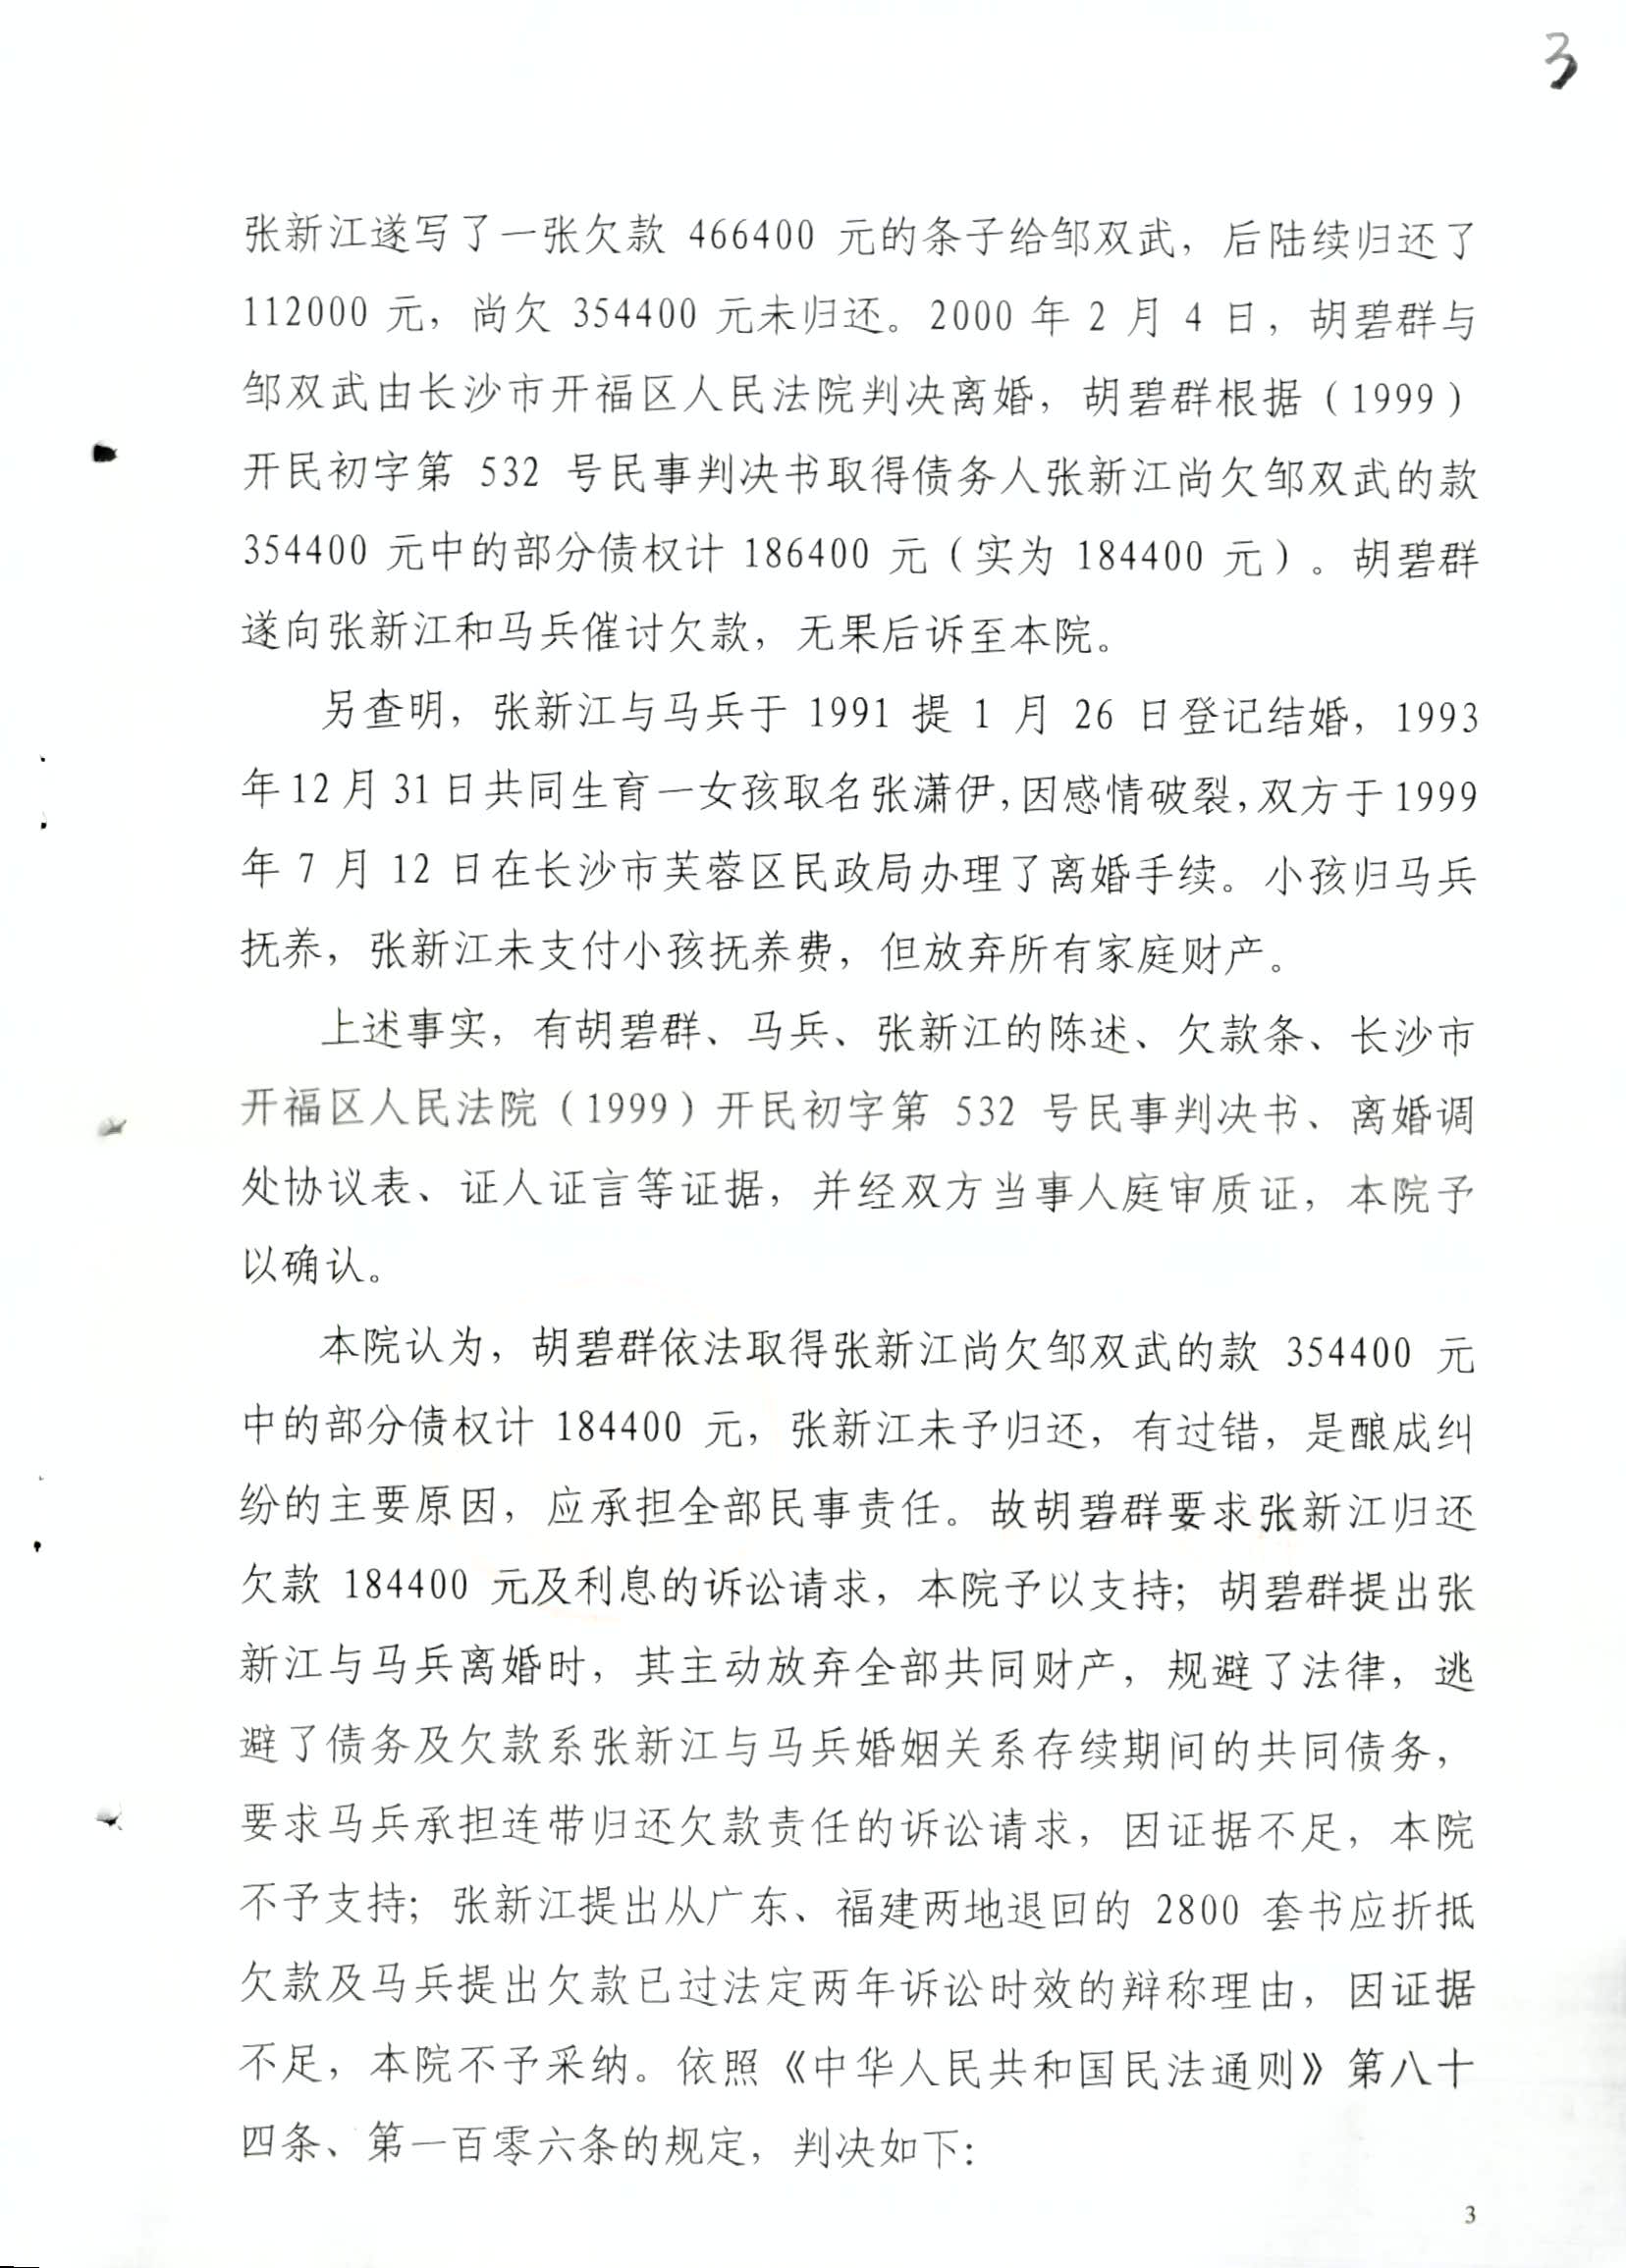 3
张新江遂写了一张欠款 466400 元的条子给邹双武，后陆续归还了
112000 元，尚欠 354400 元未归还。2000 年 2 月 4 日，胡碧群与
邹双武由长沙市开福区人民法院判决离婚，胡碧群根据（1999）
开民初字第 532 号民事判决书取得债务人张新江尚欠邹双武的款
354400 元中的部分债权计 186400 元（实为 184400 元）。胡碧群
遂向张新江和马兵催讨欠款，无果后诉至本院。
另查明，张新江与马兵于 1991 提 1 月 26 日登记结婚，1993
年12月31日共同生育一女孩取名张潇伊,因感情破裂,双方于1999
年 7 月 12 日在长沙市芙蓉区民政局办理了离婚手续。小孩归马兵
抚养，张新江未支付小孩抚养费，但放弃所有家庭财产。
上述事实，有胡碧群、马兵、张新江的陈述、欠款条、长沙市
开福区人民法院（1999）开民初字第 532 号民事判决书、离婚调
处协议表、证人证言等证据，并经双方当事人庭审质证，本院予
以确认。
本院认为，胡碧群依法取得张新江尚欠邹双武的款 354400 元
中的部分债权计 184400 元，张新江未予归还，有过错，是酿成纠
纷的主要原因，应承担全部民事责任。故胡碧群要求张新江归还
欠款 184400 元及利息的诉讼请求，本院予以支持；胡碧群提出张
新江与马兵离婚时，其主动放弃全部共同财产，规避了法律，逃
避了债务及欠款系张新江与马兵婚姻关系存续期间的共同债务，
要求马兵承担连带归还欠款责任的诉讼请求，因证据不足，本院
不予支持；张新江提出从广东、福建两地退回的 2800 套书应折抵
欠款及马兵提出欠款已过法定两年诉讼时效的辩称理由，因证据
不足，本院不予采纳。依照《中华人民共和国民法通则》第八十
四条、第一百零六条的规定，判决如下：
3